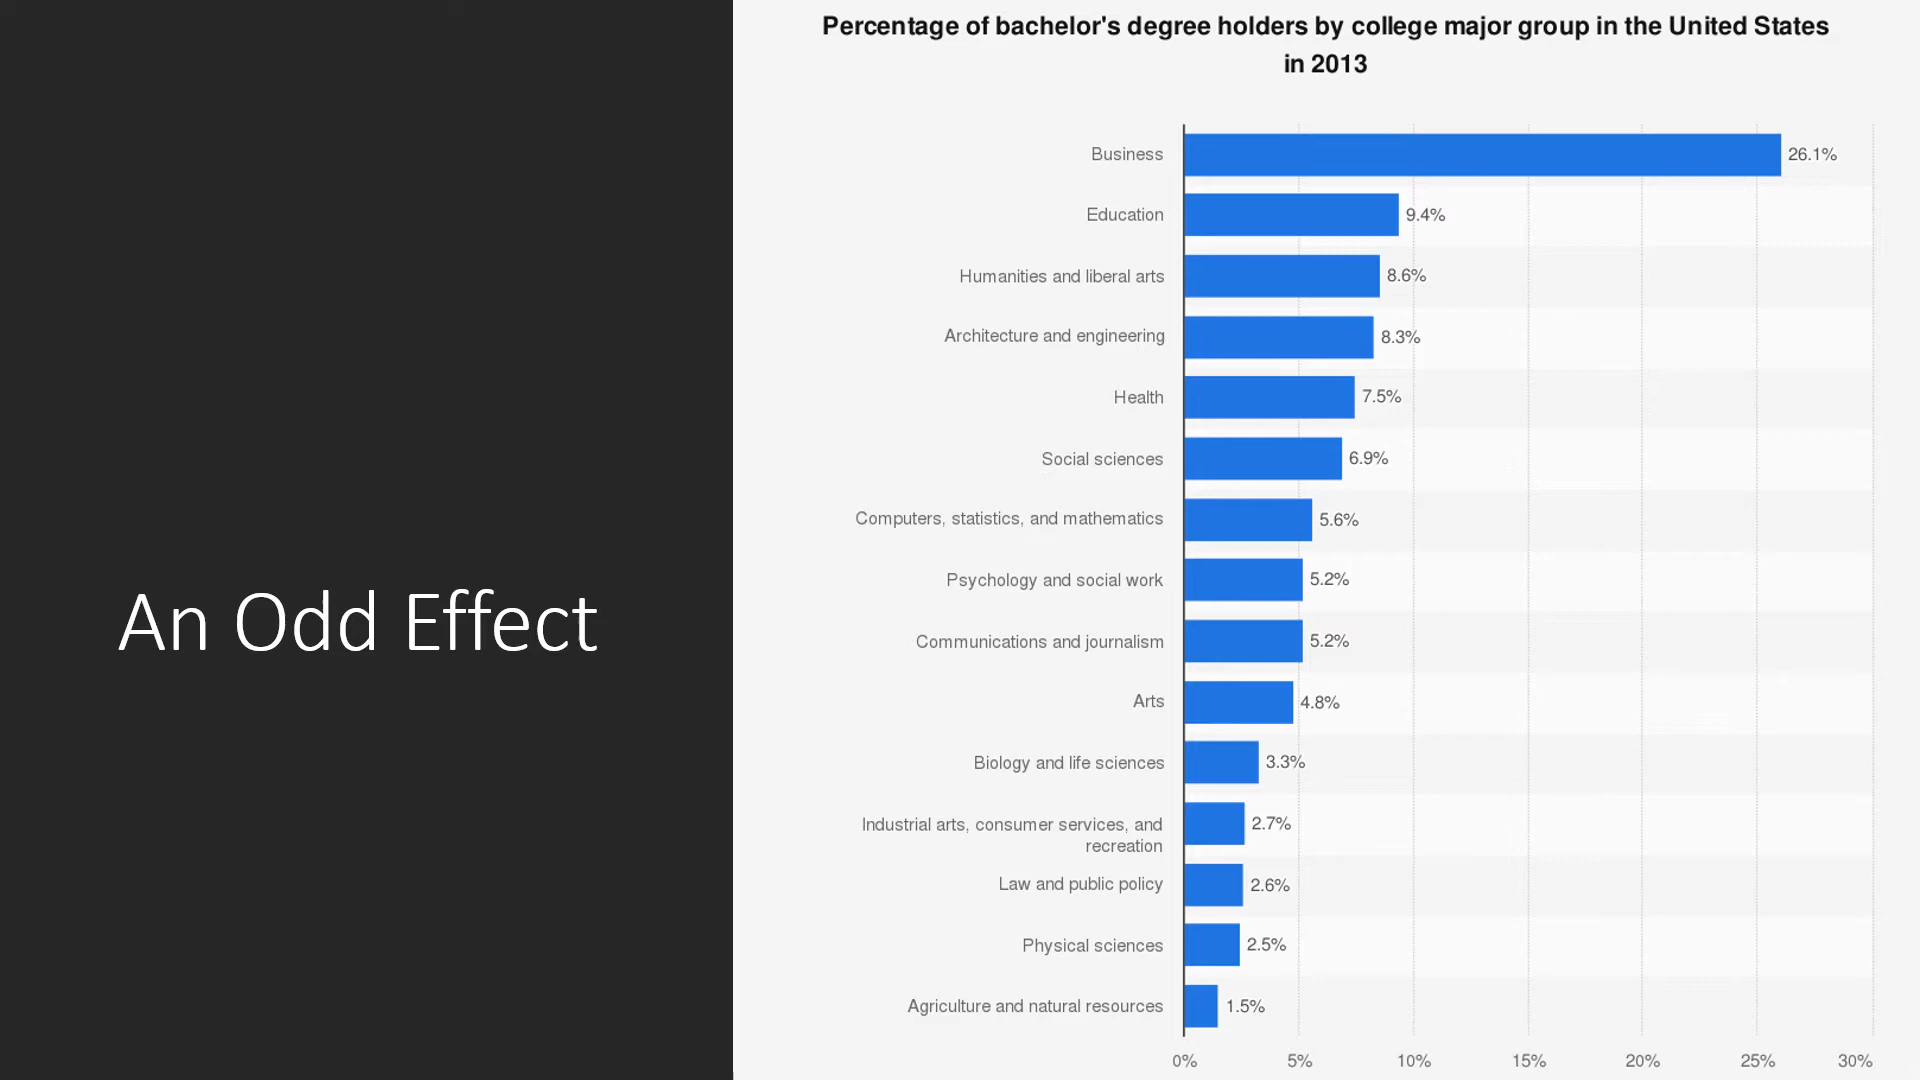 An Odd Effect
Percentage of bachelor's degree holders by college major group in the United States
in 2013
Business 26.1%
Education 9.4%
Humanities and liberal arts 8.6%
Architecture and engineering 8.3%
Health 7.5%
Social sciences 6.9%
Computers, statistics, and mathematics 5.6%
Psychology and social work 5.2%
Communications and journalism 5.2%
Arts 4.8%
Biology and life sciences 3.3%
Industrial arts, consumer services, and 2.7%
recreation
Law and public policy 2.6%
Physical sciences 2.5%
Agriculture and natural resources 1.5%
0% 5% 10% 15% 20% 25% 30%